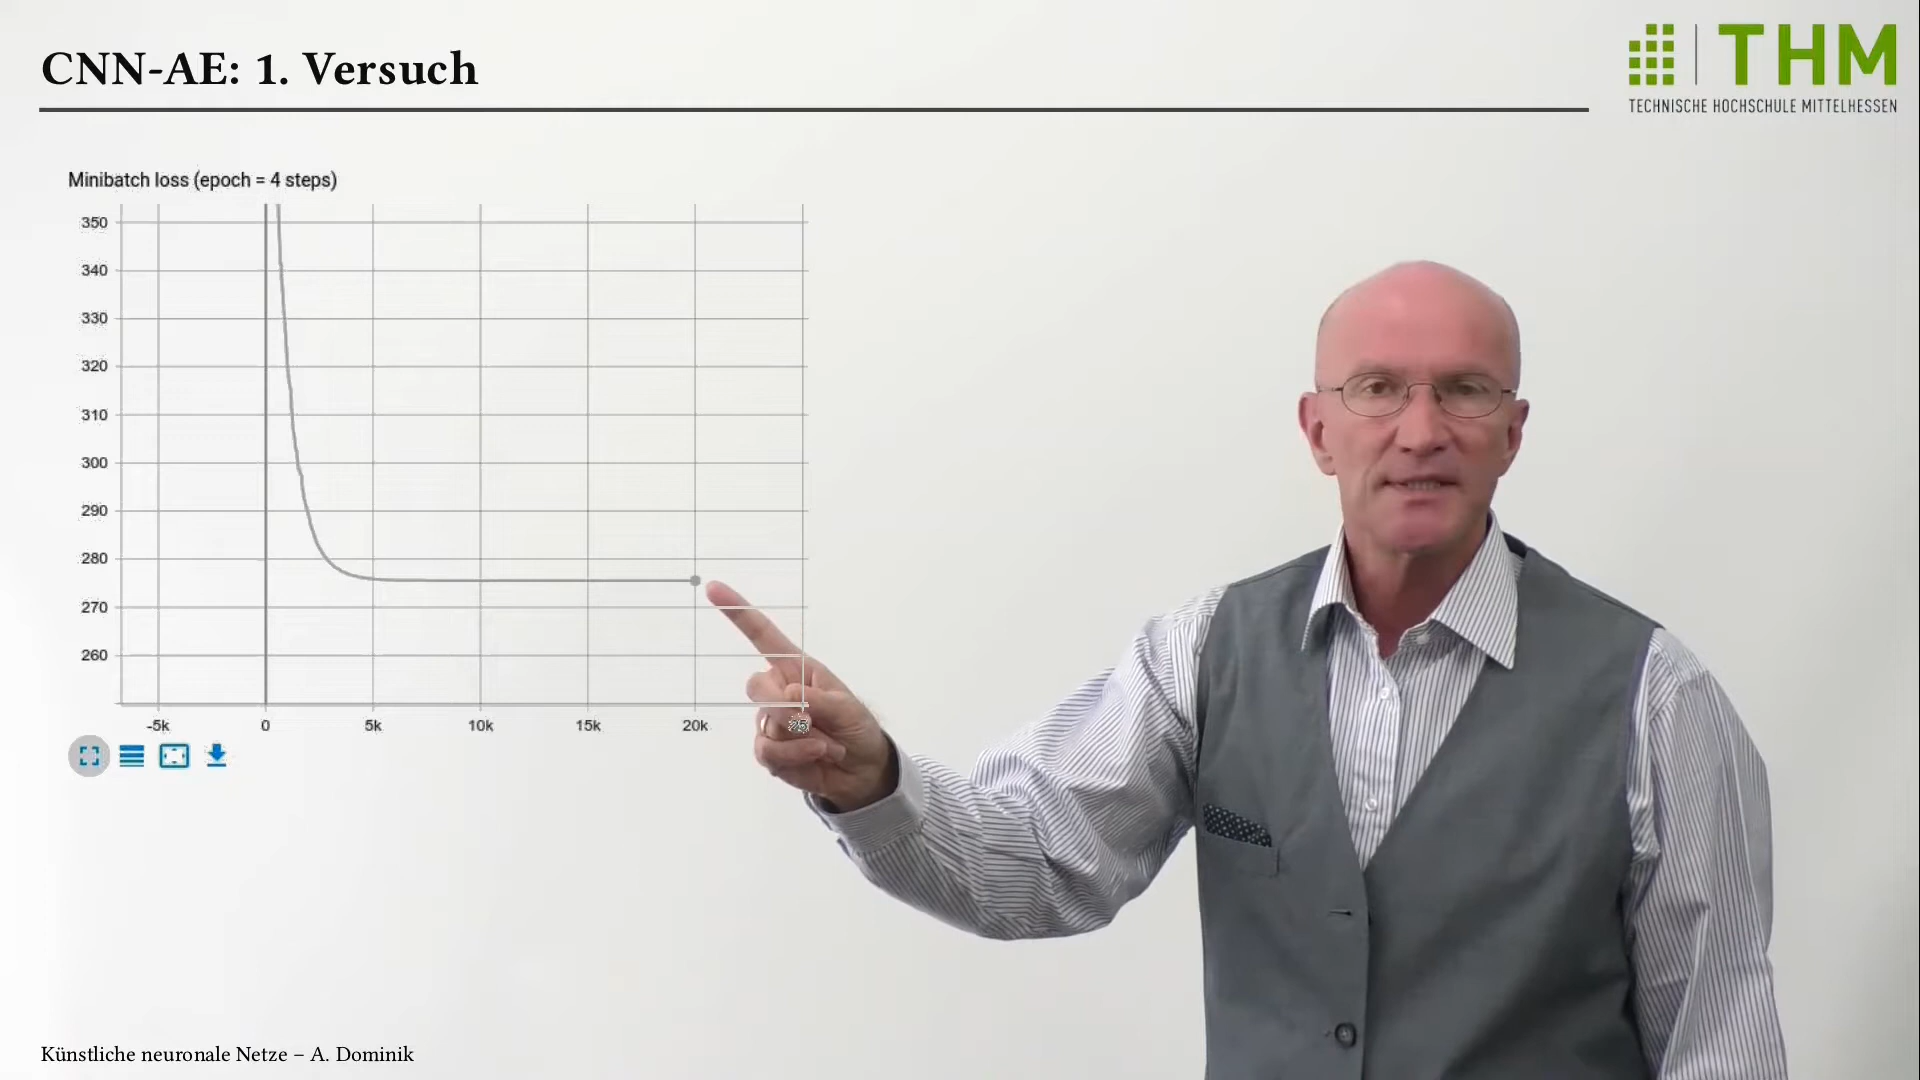 CNN-AE: 1. Versuch
THM
TECHNISCHE HOCHSCHULE MITTELHESSEN
Minibatch loss (epoch = 4 steps)
350
340
330
320
310
300
290
280
270
260
-5k 0 5k 10k 15k 20k
Künstliche neuronale Netze – A. Dominik